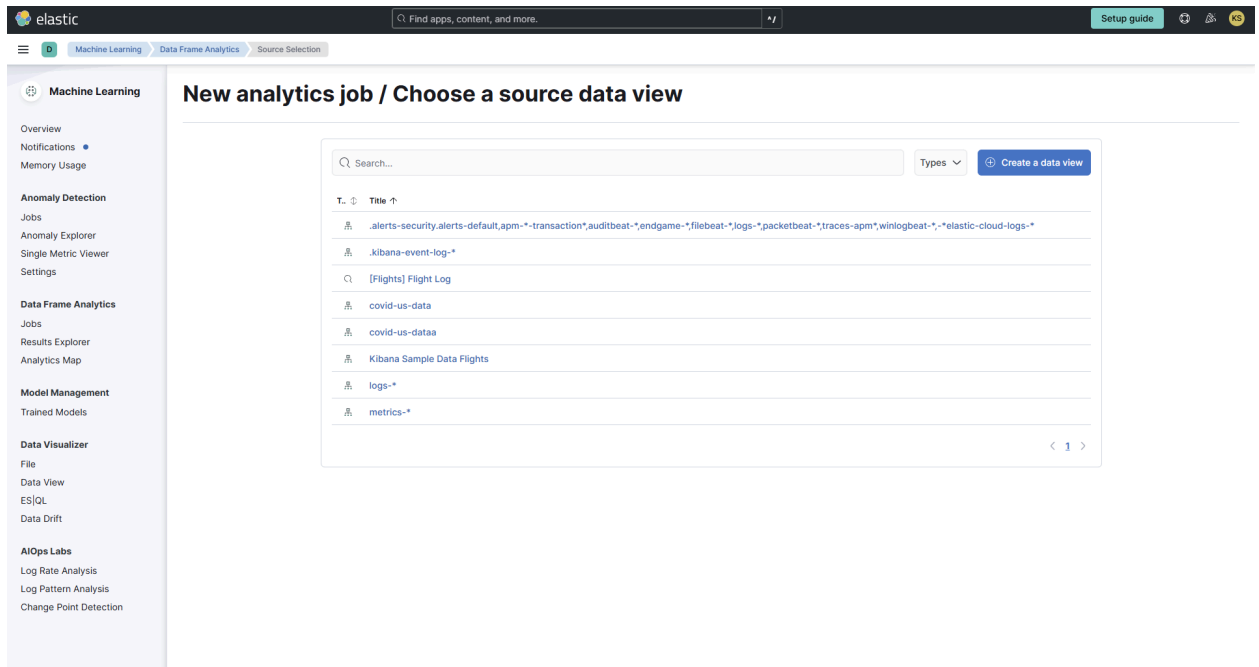 elastic
Find apps, content, and more.
^/
Setup guide
KS
D
Machine Learning
Data Frame Analytics
Source Selection
Machine Learning
Overview
Notifications
Memory Usage
Anomaly Detection
Jobs
Anomaly Explorer
Single Metric Viewer
Settings
Data Frame Analytics
Jobs
Results Explorer
Analytics Map
Model Management
Trained Models
Data Visualizer
File
Data View
ES|QL
Data Drift
AIOps Labs
Log Rate Analysis
Log Pattern Analysis
Change Point Detection
New analytics job / Choose a source data view
Search...
Types
Create a data view
T.. Title
.alerts-security.alerts-default,apm-*-transaction*,auditbeat-*,endgame-*,filebeat-*,logs-*,packetbeat-*,traces-apm*,winlogbeat-*,-*elastic-cloud-logs-*
.kibana-event-log-*
[Flights] Flight Log
covid-us-data
covid-us-dataa
Kibana Sample Data Flights
logs-*
metrics-*
1